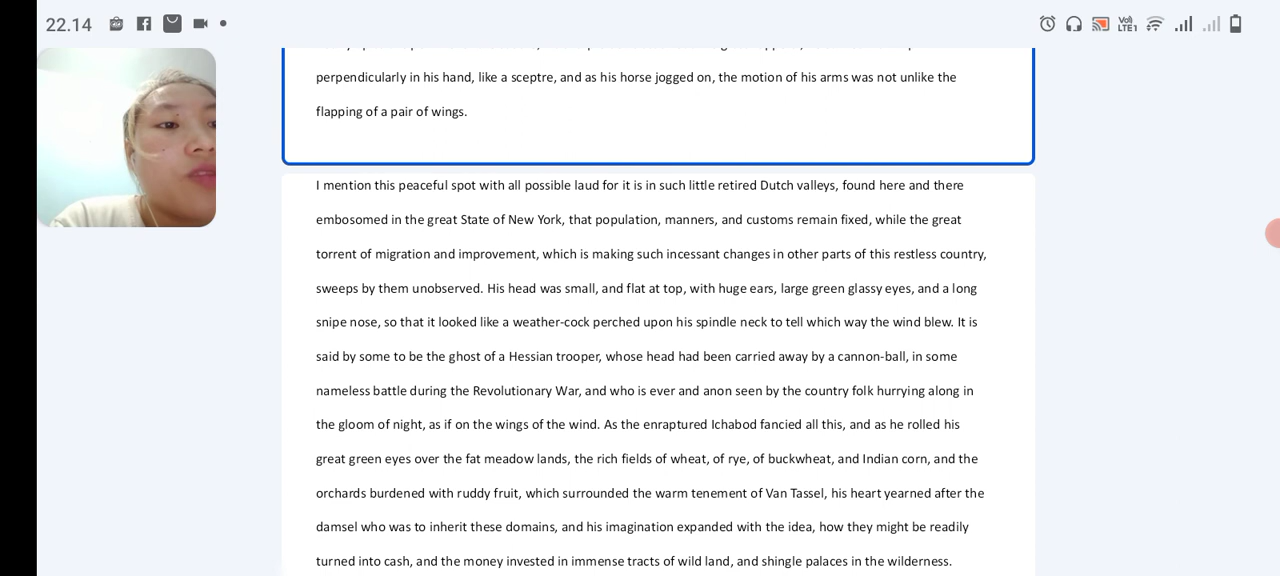 22.14
Vo) LTE1
perpendicularly in his hand, like a sceptre, and as his horse jogged on, the motion of his arms was not unlike the
flapping of a pair of wings.
I mention this peaceful spot with all possible laud for it is in such little retired Dutch valleys, found here and there
embosomed in the great State of New York, that population, manners, and customs remain fixed, while the great
torrent of migration and improvement, which is making such incessant changes in other parts of this restless country,
sweeps by them unobserved. His head was small, and flat at top, with huge ears, large green glassy eyes, and a long
snipe nose, so that it looked like a weather-cock perched upon his spindle neck to tell which way the wind blew. It is
said by some to be the ghost of a Hessian trooper, whose head had been carried away by a cannon-ball, in some
nameless battle during the Revolutionary War, and who is ever and anon seen by the country folk hurrying along in
the gloom of night, as if on the wings of the wind. As the enraptured Ichabod fancied all this, and as he rolled his
great green eyes over the fat meadow lands, the rich fields of wheat, of rye, of buckwheat, and Indian corn, and the
orchards burdened with ruddy fruit, which surrounded the warm tenement of Van Tassel, his heart yearned after the
damsel who was to inherit these domains, and his imagination expanded with the idea, how they might be readily
turned into cash, and the money invested in immense tracts of wild land, and shingle palaces in the wilderness.